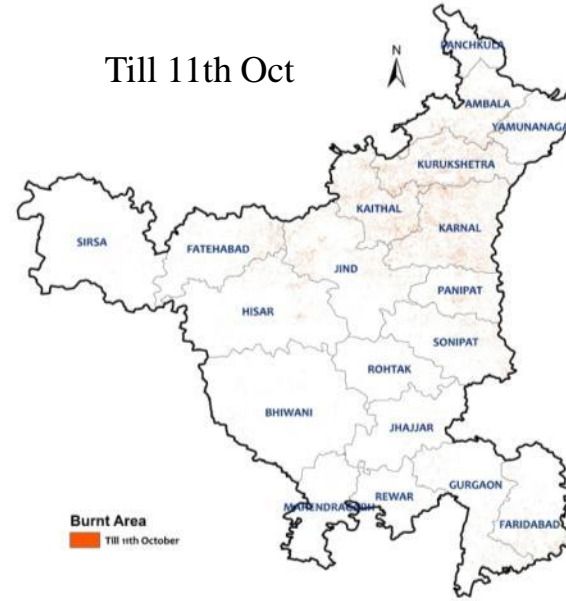 Till 11th Oct
N
PANCHKULA
AMBALA
YAMUNANAGA
KURUKSHETRA
KAITHAL
KARNAL
SIRSA
FATEHABAD
JIND
PANIPAT
HISAR
SONIPAT
ROHTAK
BHIWANI
JHAJJAR
GURGAON
MAHENDRAGARH
REWAR
FARIDABAD
Burnt Area
Till 11th October